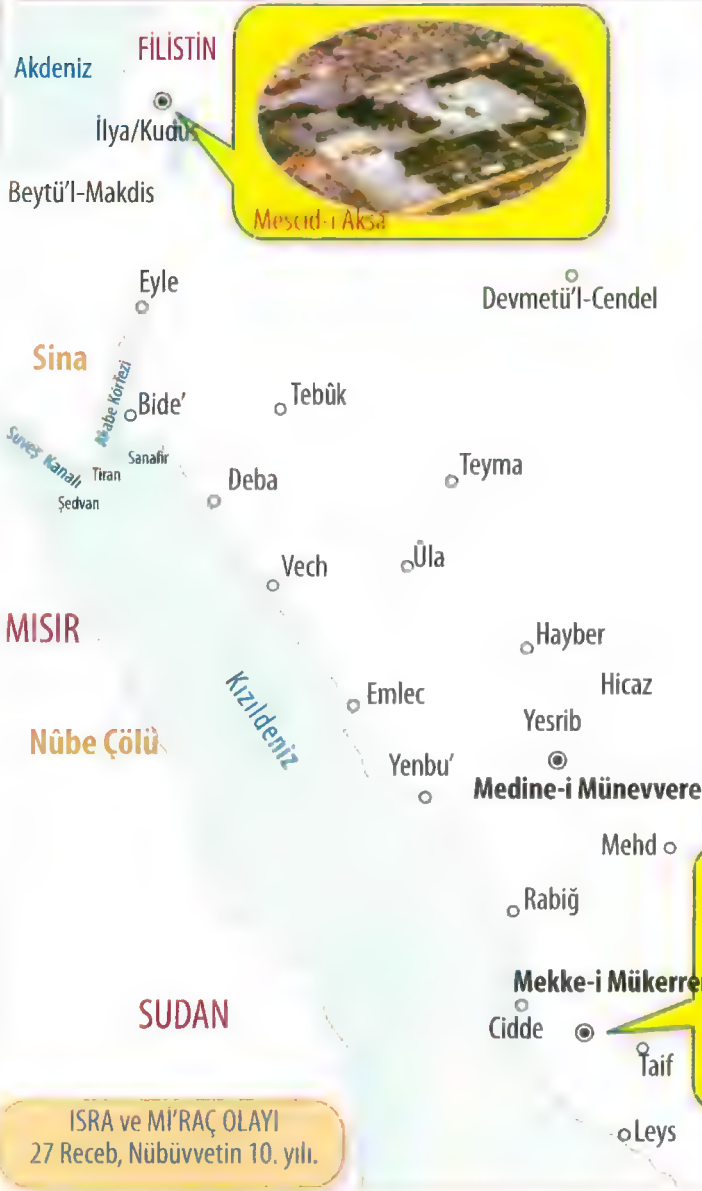 FİLİSTİN
Akdeniz
İlya/Kudüs
Beytü'l-Makdis
Mescid-i Aksâ
Eyle
Devmetü'l-Cendel
Sina
Akabe Körfezi
Bide'
Tebûk
Suveş Kanalı
Tiran
Sanafir
Şedvan
Deba
Teyma
Vech
Ûla
MISIR
Hayber
Hicaz
Kızıldeniz
Emlec
Yesrib
Nûbe Çölü
Yenbu'
Medine-i Münevvere
Mehd
Rabiğ
Mekke-i Mükerre
SUDAN
Cidde
Taif
Leys
ISRA ve Mİ'RAÇ OLAYI
27 Receb, Nübüvvetin 10. yılı.